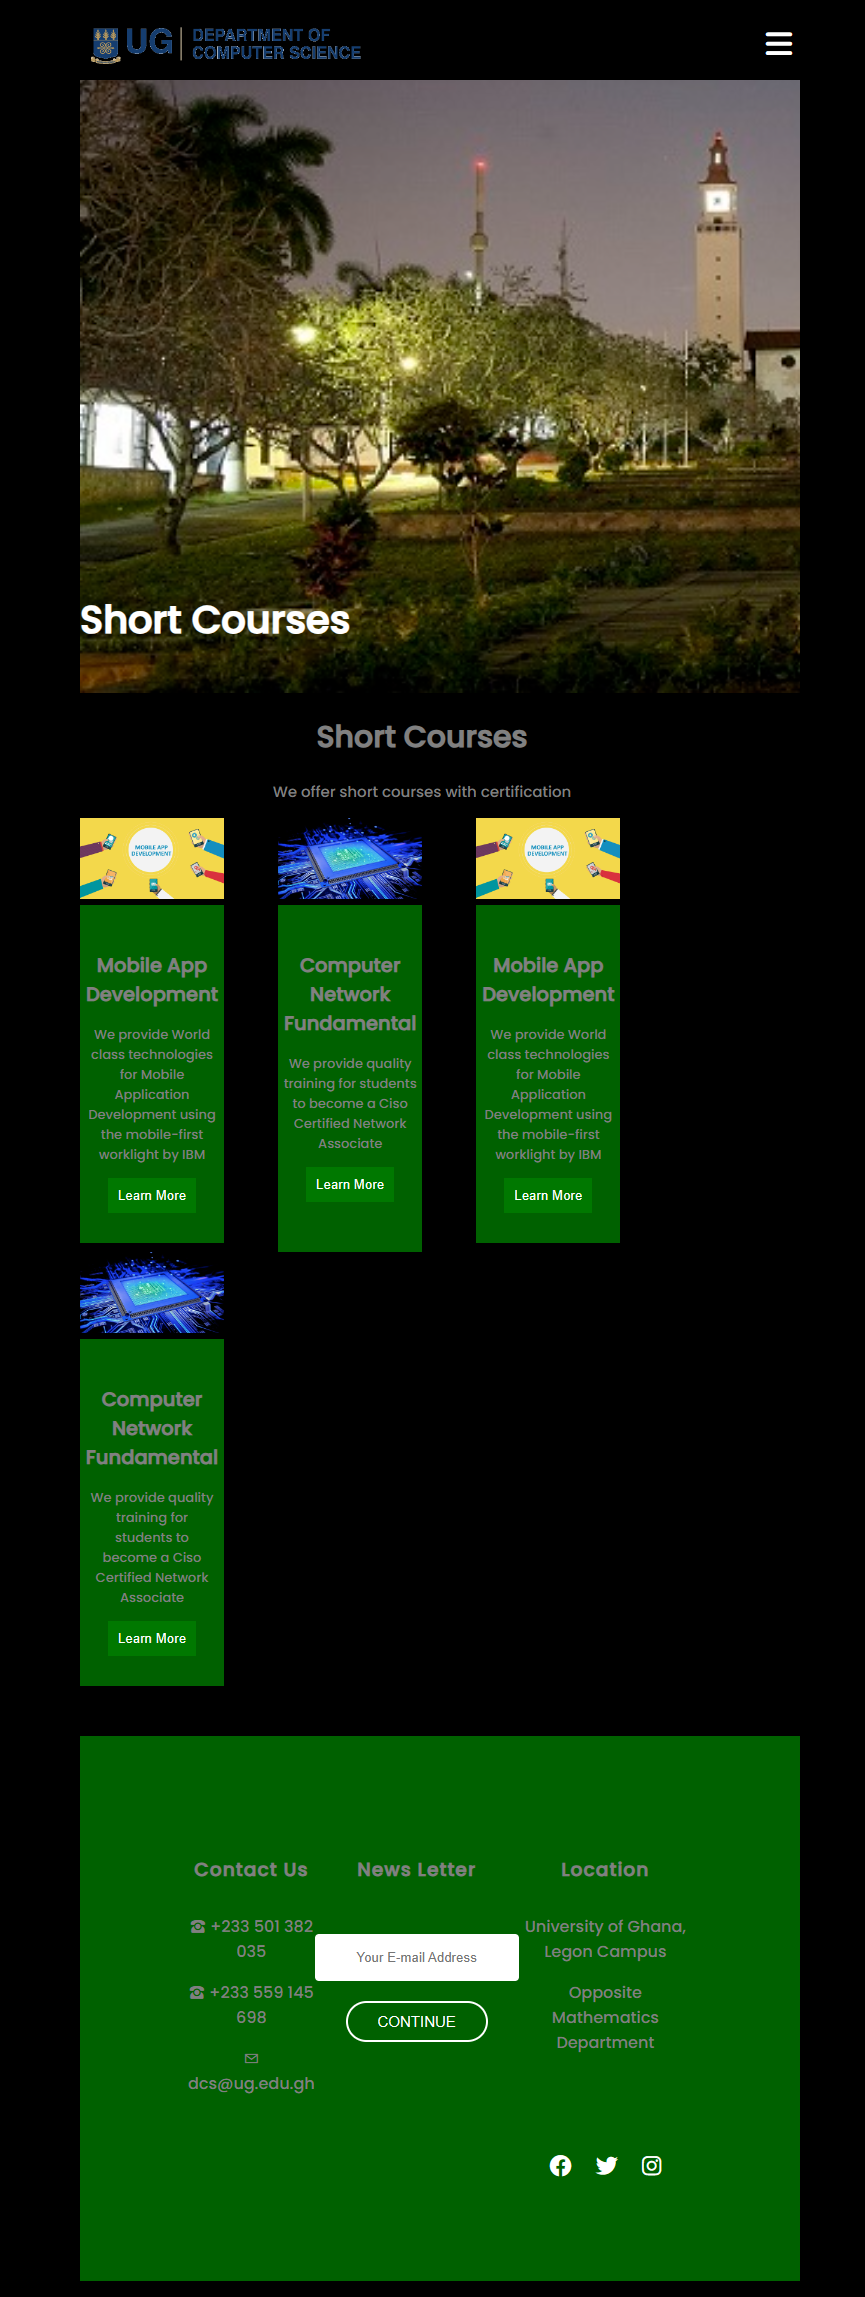 UG DEPARTMENT OF
COMPUTER SCIENCE
Short Courses
Short Courses
We offer short courses with certification
MOBILE APP
DEVELOPMENT
Mobile App
Development
We provide World
class technologies
for Mobile
Application
Development using
the mobile-first
worklight by IBM
Learn More
Computer
Network
Fundamental
We provide quality
training for students
to become a Ciso
Certified Network
Associate
Learn More
MOBILE APP
DEVELOPMENT
Mobile App
Development
We provide World
class technologies
for Mobile
Application
Development using
the mobile-first
worklight by IBM
Learn More
Computer
Network
Fundamental
We provide quality
training for
students to
become a Ciso
Certified Network
Associate
Learn More
Contact Us
+233 501 382
035
+233 559 145
698
dcs@ug.edu.gh
News Letter
Your E-mail Address
CONTINUE
Location
University of Ghana,
Legon Campus
Opposite
Mathematics
Department